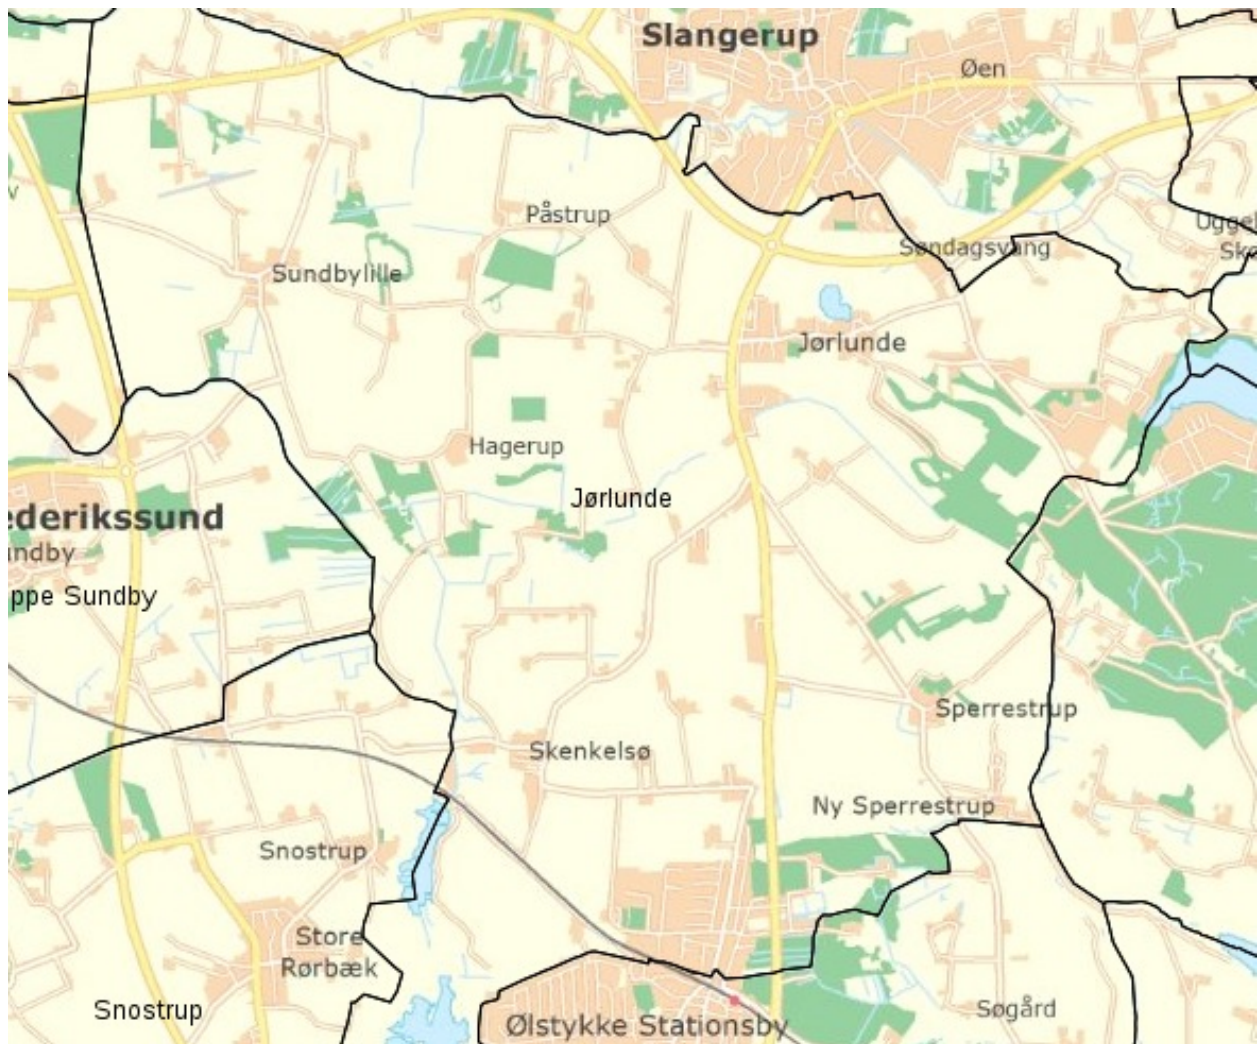 Slangerup
Øen
Påstrup
Søndagsvang
Sundbylille
Jørlunde
Hagerup
Jørlunde
ederikssund
undby
ppe Sundby
Sperrestrup
Skenkelsø
Ny Sperrestrup
Snostrup
Store
Rørbæk
Snostrup
Søgård
Ølstykke Stationsby